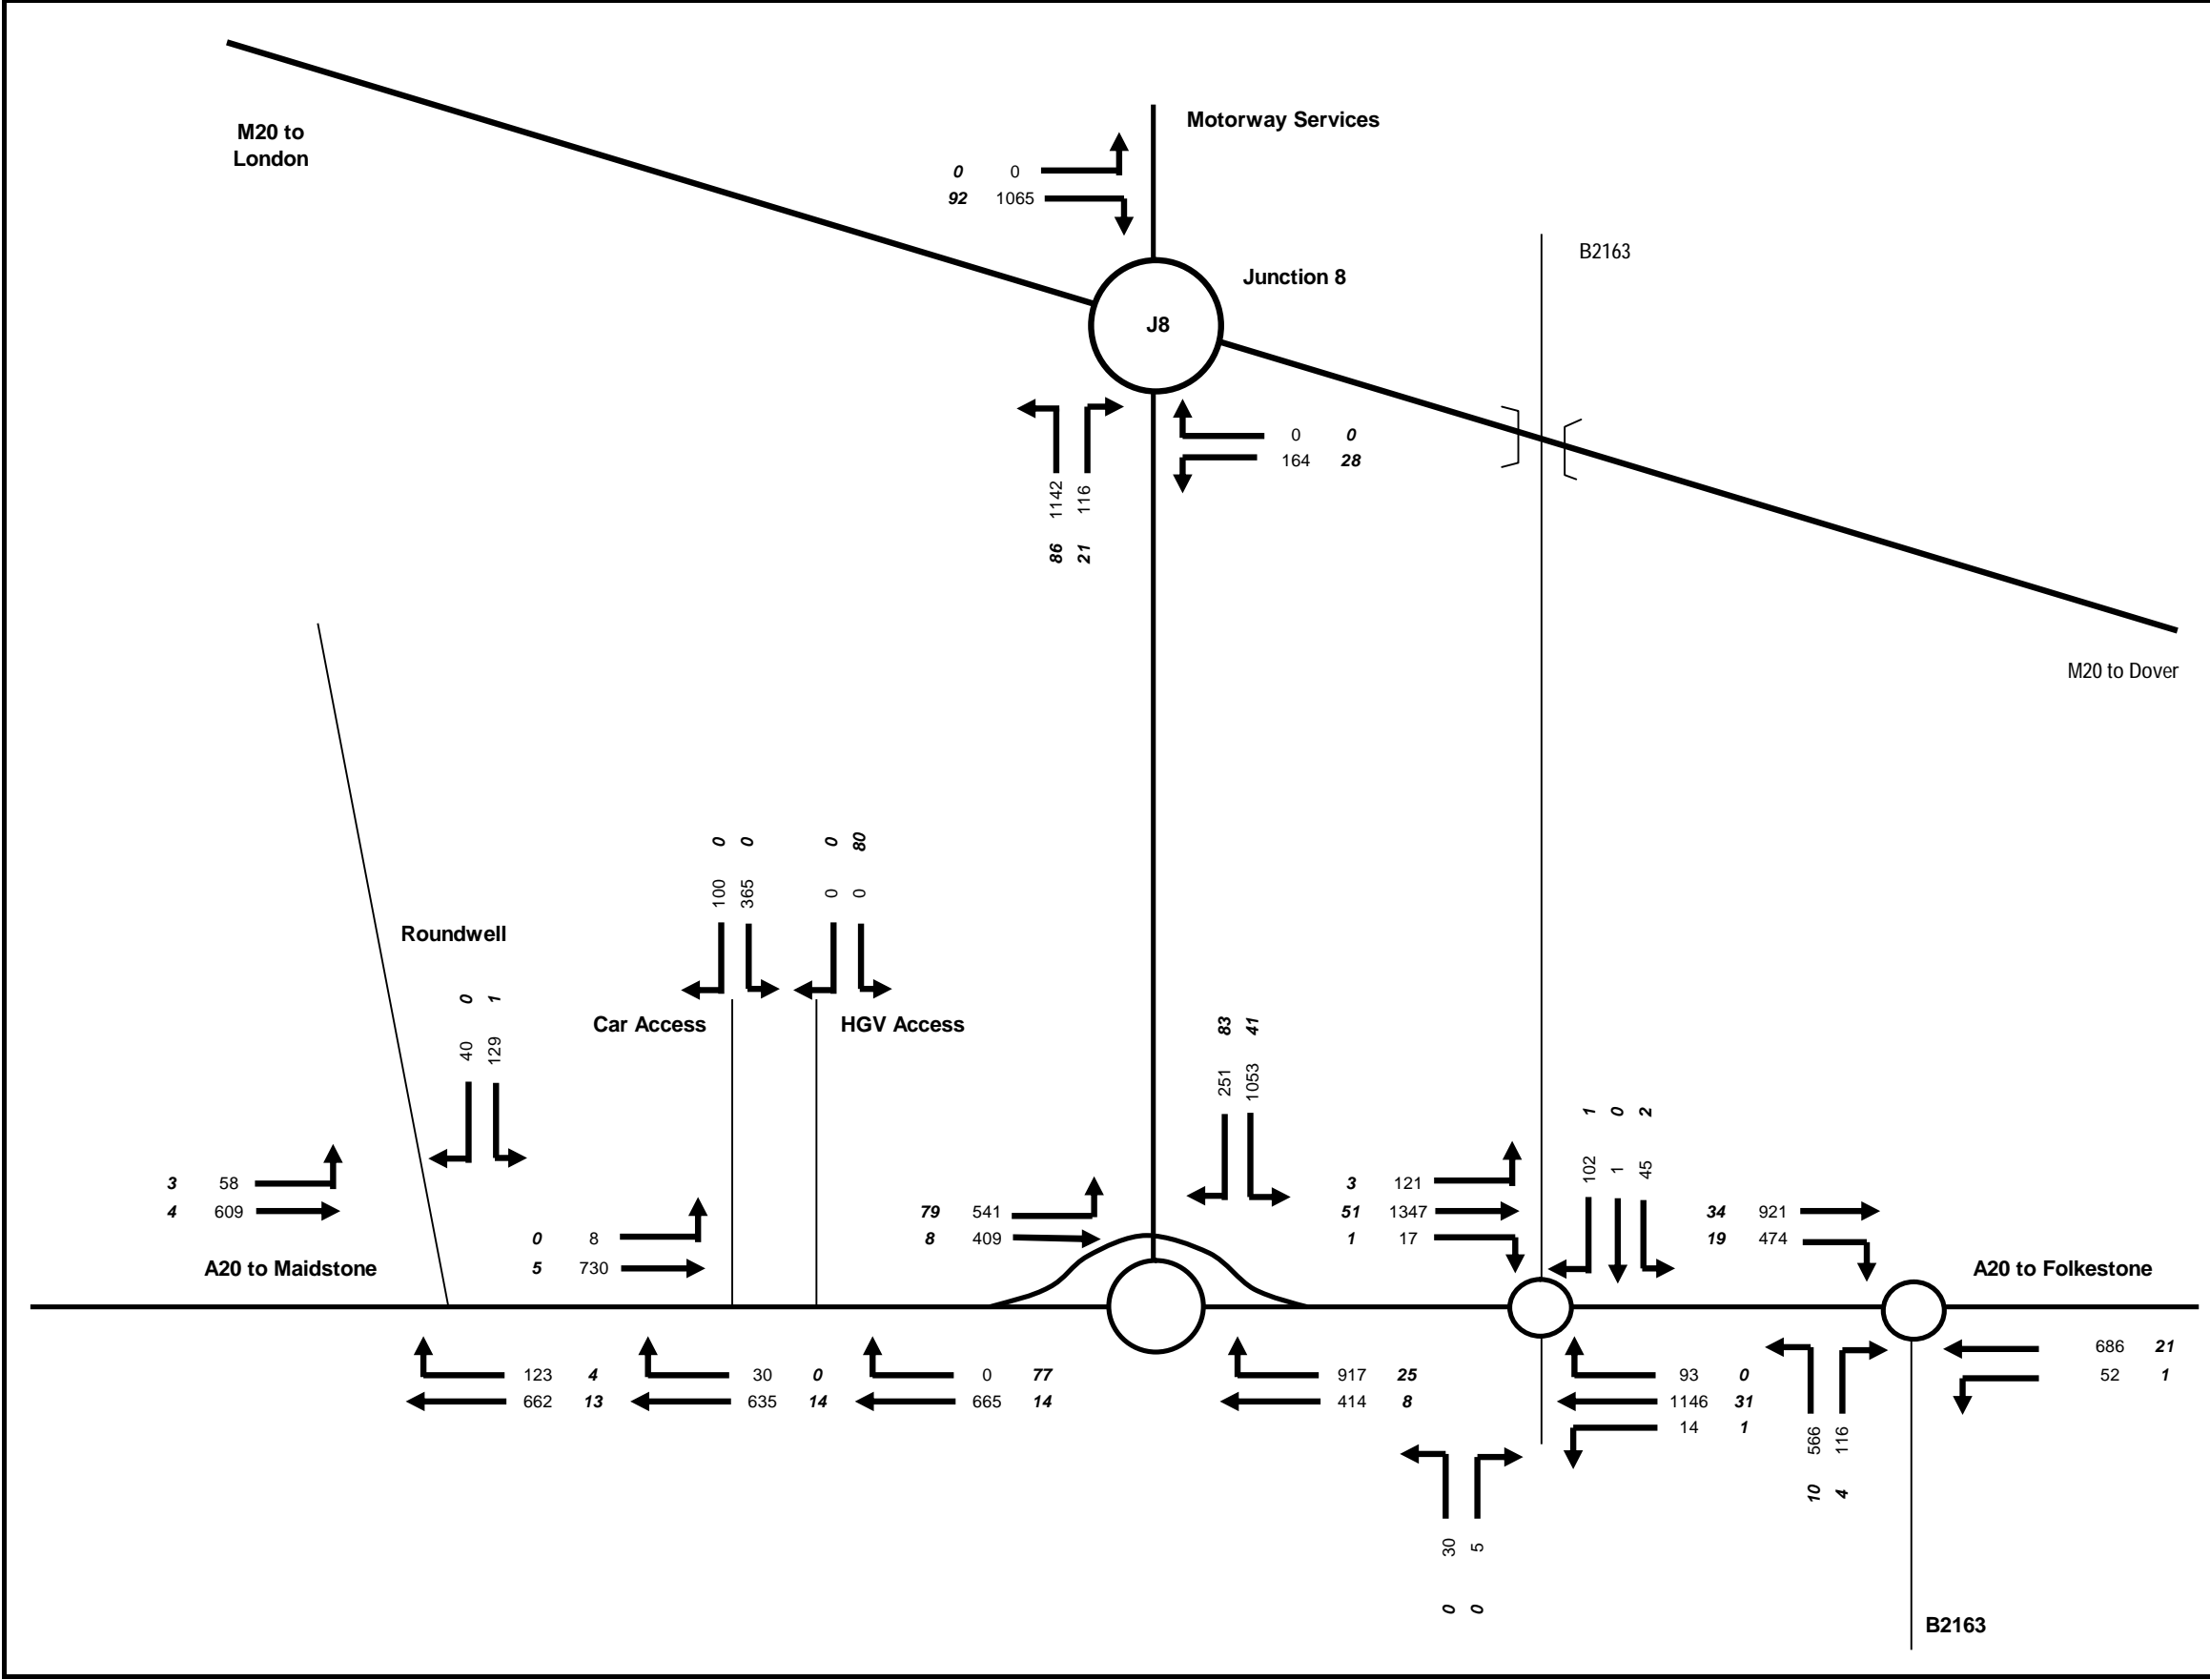 Motorway Services
M20 to
London
0 0
92 1065
B2163
Junction 8
J8
0 0
164 28
1142 116
86 21
M20 to Dover
0 0 0 80
100 365 0 0
Roundwell
0 1
40 129
Car Access
HGV Access
83 41
251 1053
1 0 2
102 1 45
3 58
4 609
3 121
51 1347
1 17
79 541
8 409
34 921
19 474
0 8
5 730
A20 to Maidstone
A20 to Folkestone
123 4
662 13
30 0
635 14
0 77
665 14
917 25
414 8
93 0
1146 31
14 1
686 21
52 1
566 116
10 4
30 5
0 0
B2163